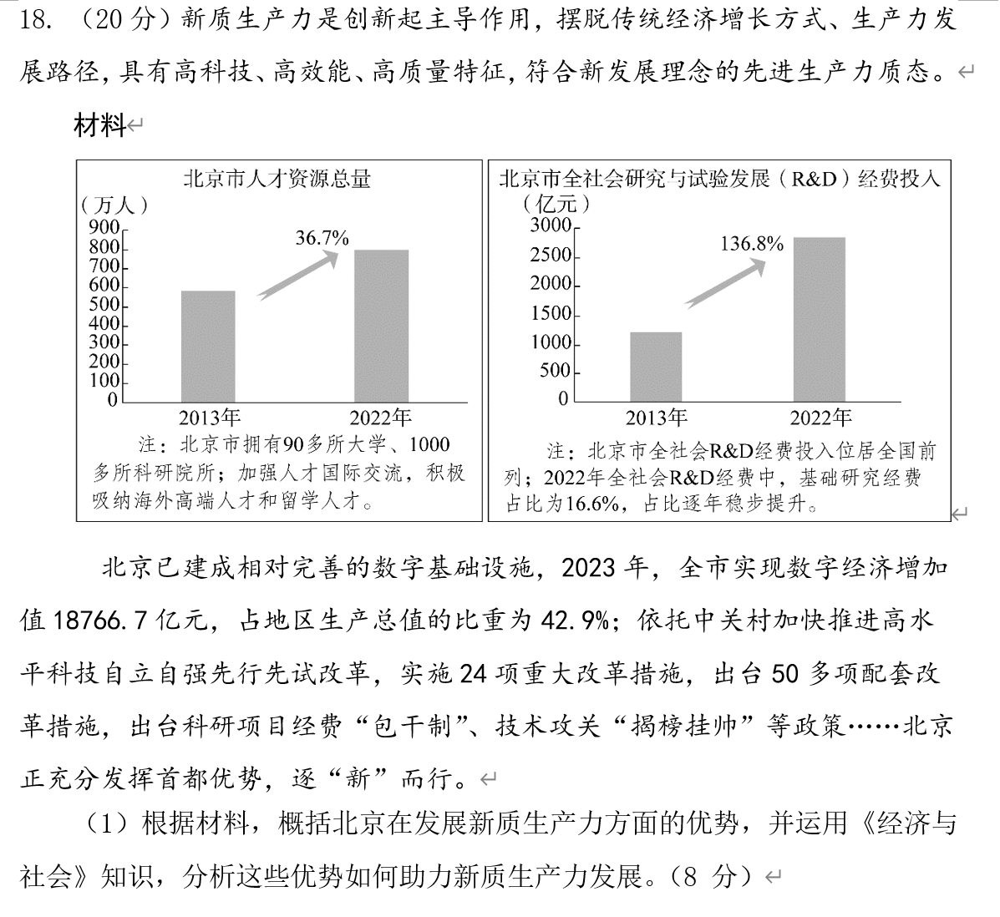 18. （20 分）新质生产力是创新起主导作用，摆脱传统经济增长方式、生产力发
展路径，具有高科技、高效能、高质量特征，符合新发展理念的先进生产力质态。
材料
北京市人才资源总量
（万人）
900
800
700
600
500
400
300
200
100
0
36.7%
2013年
2022年
注：北京市拥有90多所大学、1000
多所科研院所；加强人才国际交流，积极
吸纳海外高端人才和留学人才。
北京市全社会研究与试验发展（R&D）经费投入
（亿元）
3000
2500
2000
1500
1000
500
0
136.8%
2013年
2022年
注：北京市全社会R&D经费投入位居全国前
列；2022年全社会R&D经费中，基础研究经费
占比为16.6%，占比逐年稳步提升。
北京已建成相对完善的数字基础设施，2023 年，全市实现数字经济增加
值 18766.7 亿元，占地区生产总值的比重为 42.9%；依托中关村加快推进高水
平科技自立自强先行先试改革，实施 24 项重大改革措施，出台 50 多项配套改
革措施，出台科研项目经费“包干制”、技术攻关“揭榜挂帅”等政策……北京
正充分发挥首都优势，逐“新”而行。
（1）根据材料，概括北京在发展新质生产力方面的优势，并运用《经济与
社会》知识，分析这些优势如何助力新质生产力发展。（8 分）